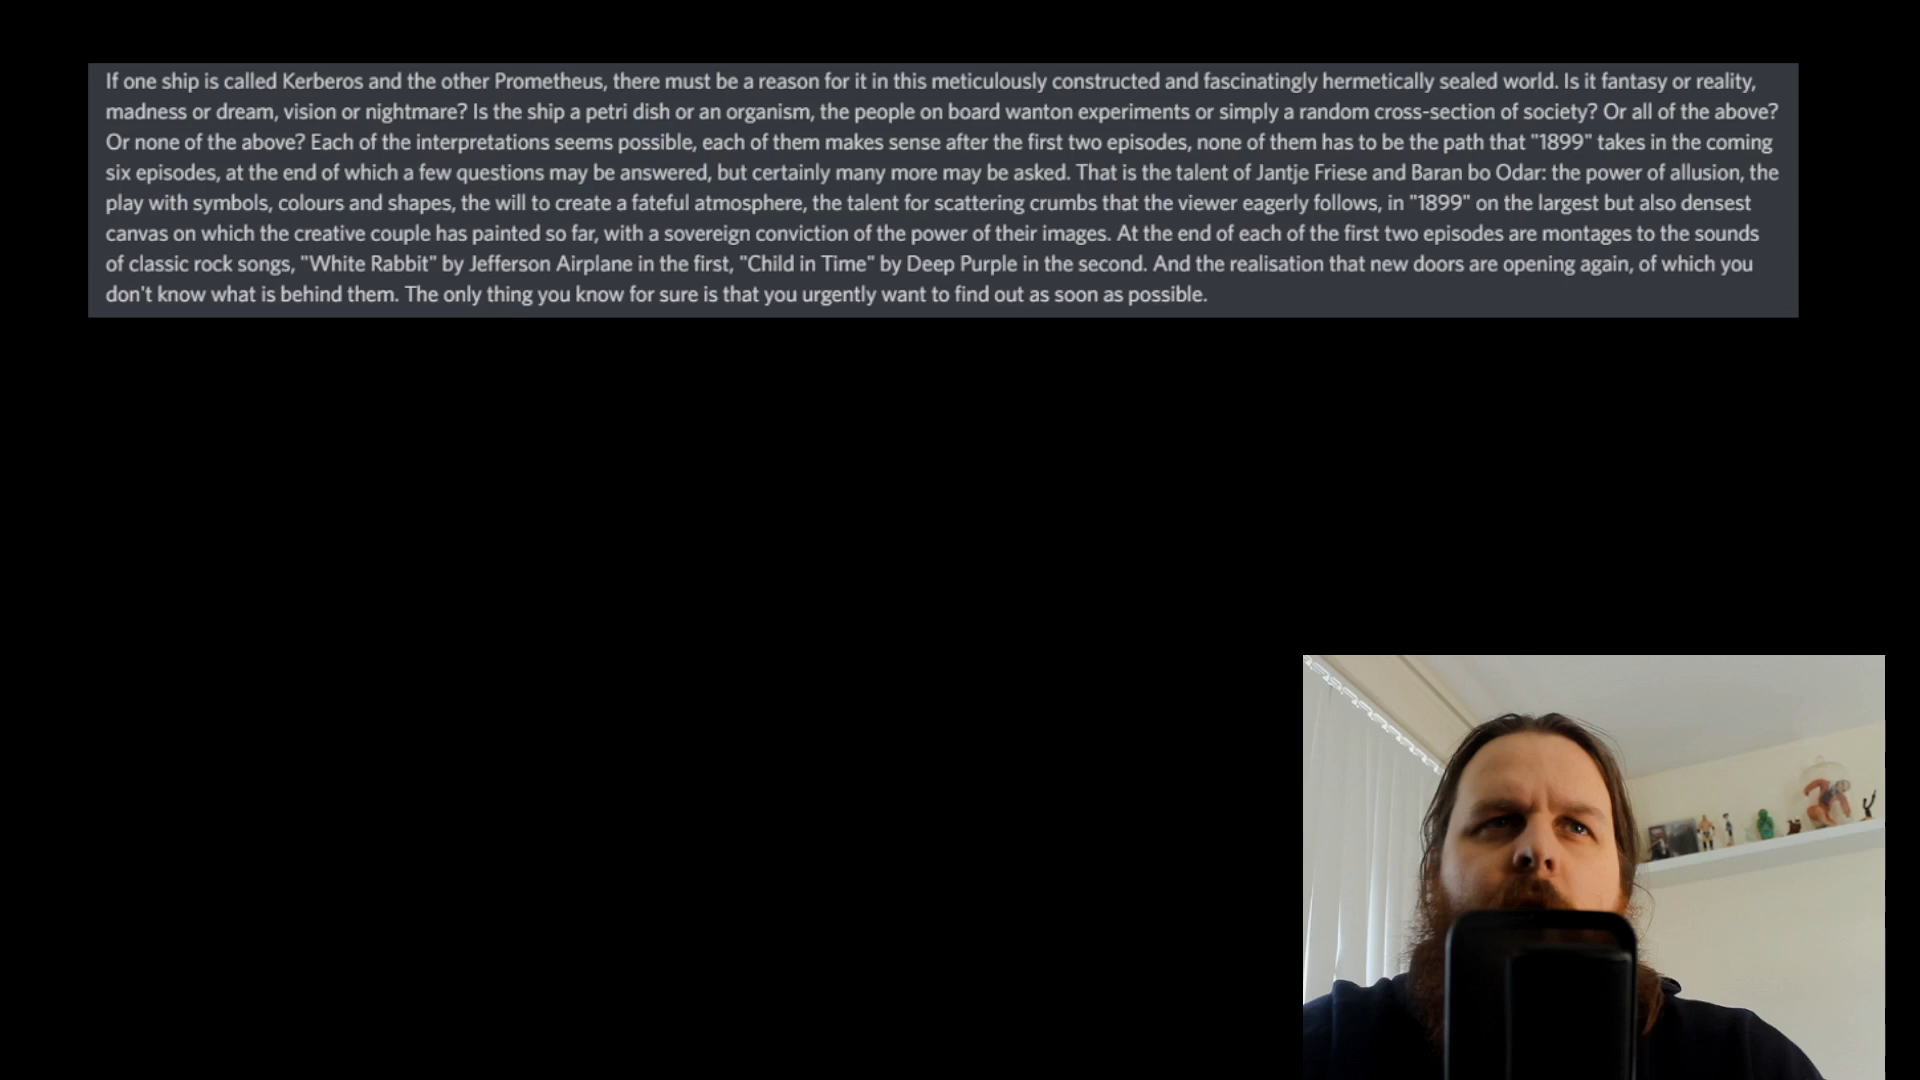 If one ship is called Kerberos and the other Prometheus, there must be a reason for it in this meticulously constructed and fascinatingly hermetically sealed world. Is it fantasy or reality,
madness or dream, vision or nightmare? Is the ship a petri dish or an organism, the people on board wanton experiments or simply a random cross-section of society? Or all of the above?
Or none of the above? Each of the interpretations seems possible, each of them makes sense after the first two episodes, none of them has to be the path that "1899" takes in the coming
six episodes, at the end of which a few questions may be answered, but certainly many more may be asked. That is the talent of Jantje Friese and Baran bo Odar: the power of allusion, the
play with symbols, colours and shapes, the will to create a fateful atmosphere, the talent for scattering crumbs that the viewer eagerly follows, in "1899" on the largest but also densest
canvas on which the creative couple has painted so far, with a sovereign conviction of the power of their images. At the end of each of the first two episodes are montages to the sounds
of classic rock songs, "White Rabbit" by Jefferson Airplane in the first, "Child in Time" by Deep Purple in the second. And the realisation that new doors are opening again, of which you
don't know what is behind them. The only thing you know for sure is that you urgently want to find out as soon as possible.